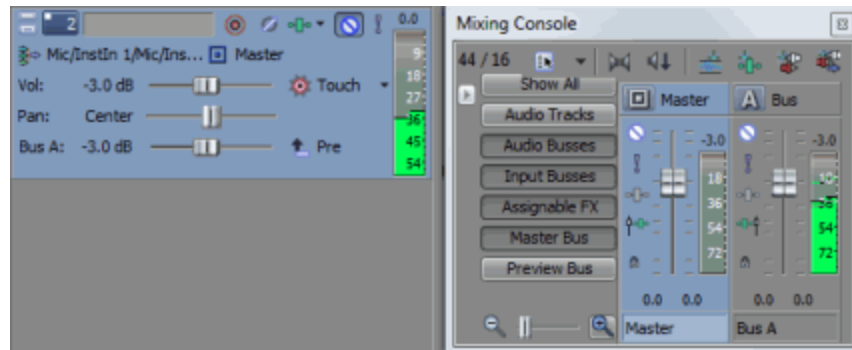 2
0.0
Mic/InstIn 1/Mic/Ins... Master
Vol: -3.0 dB Touch
Pan: Center
Bus A: -3.0 dB Pre
9
18
27
36
45
54
Mixing Console
44 / 16
Show All
Audio Tracks
Audio Busses
Input Busses
Assignable FX
Master Bus
Preview Bus
Master
-3.0
18
36
54
72
0.0 0.0
Master
A Bus
-3.0
36
54
72
0.0 0.0
Bus A